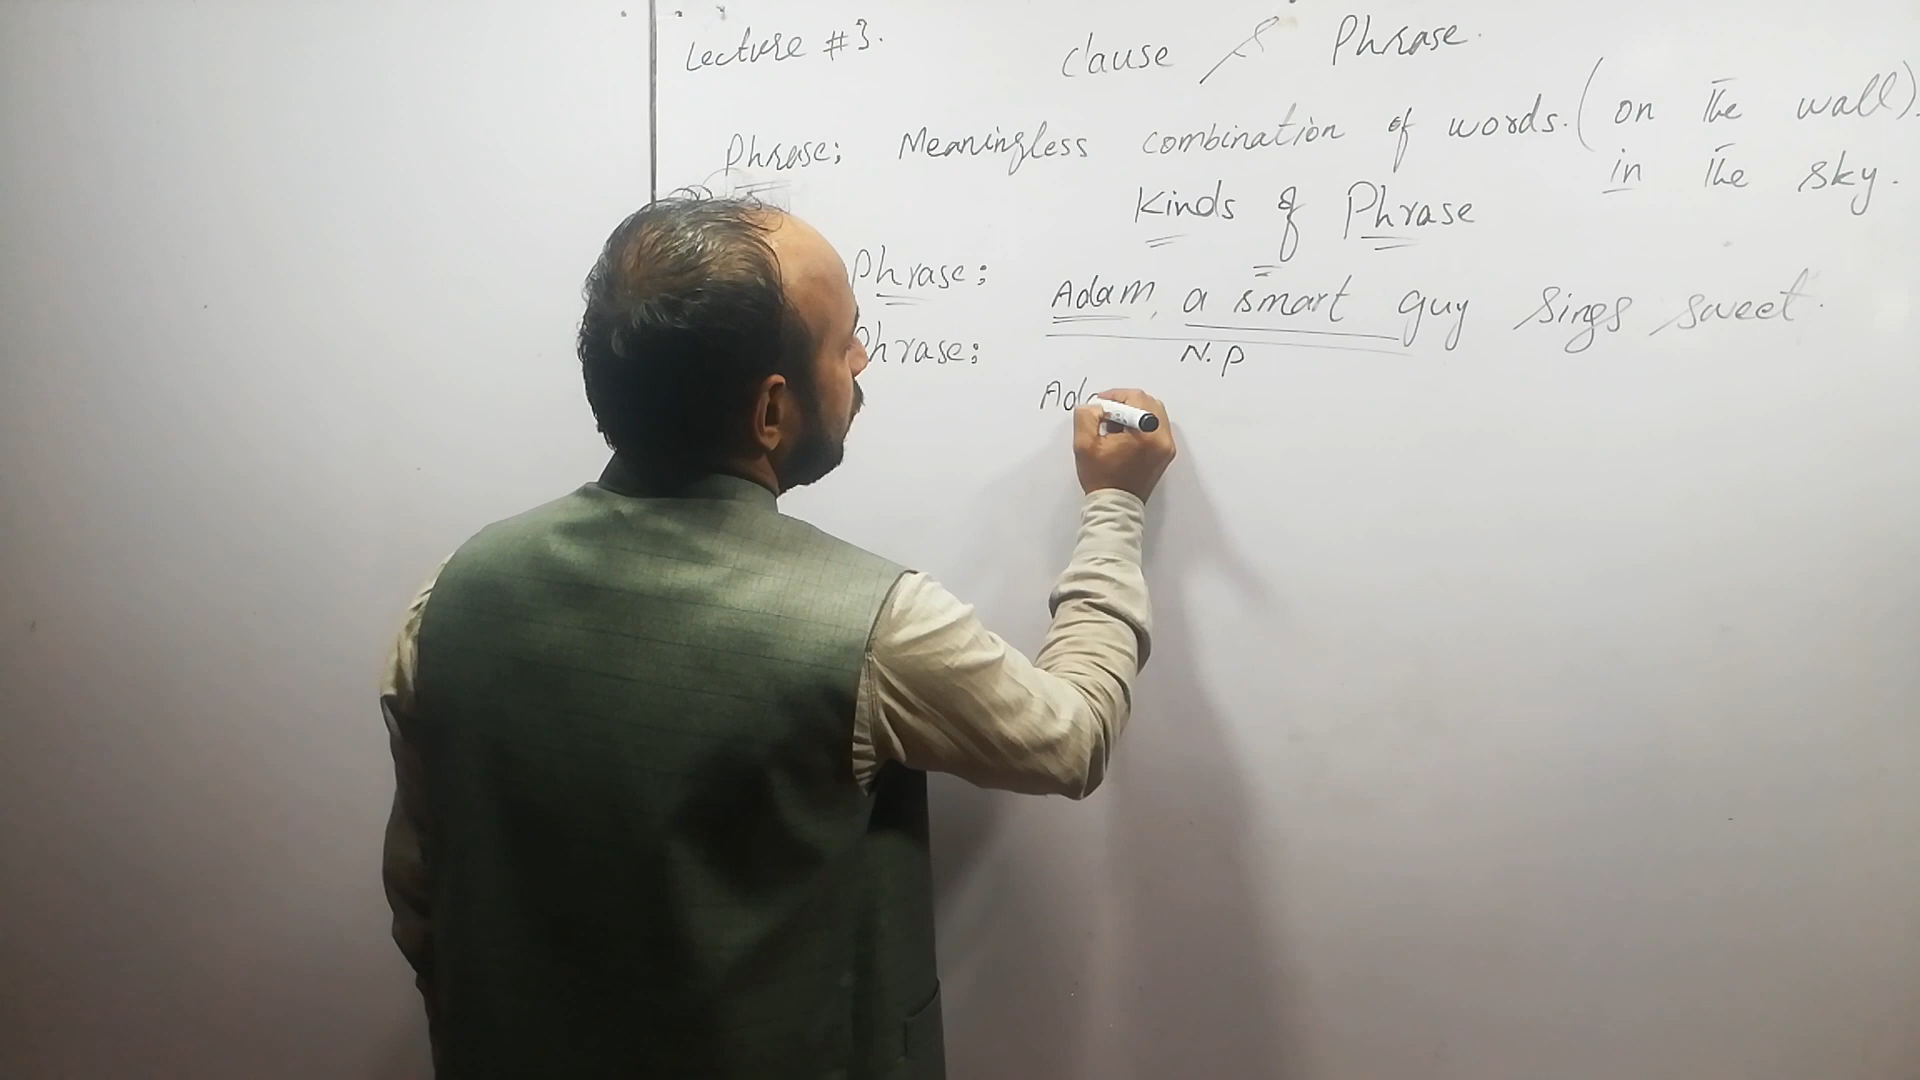 Lecture #3. Clause & Phrase.
Phrase: Meaningless combination of words. (on the wall).
in the sky.
Kinds of Phrase
Phrase: Adam, a smart guy sings sweet.
N.P
Phrase:
Ada